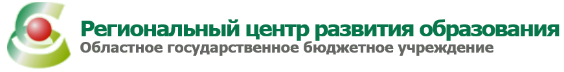 Региональный центр развития образования
Областное государственное бюджетное учреждение